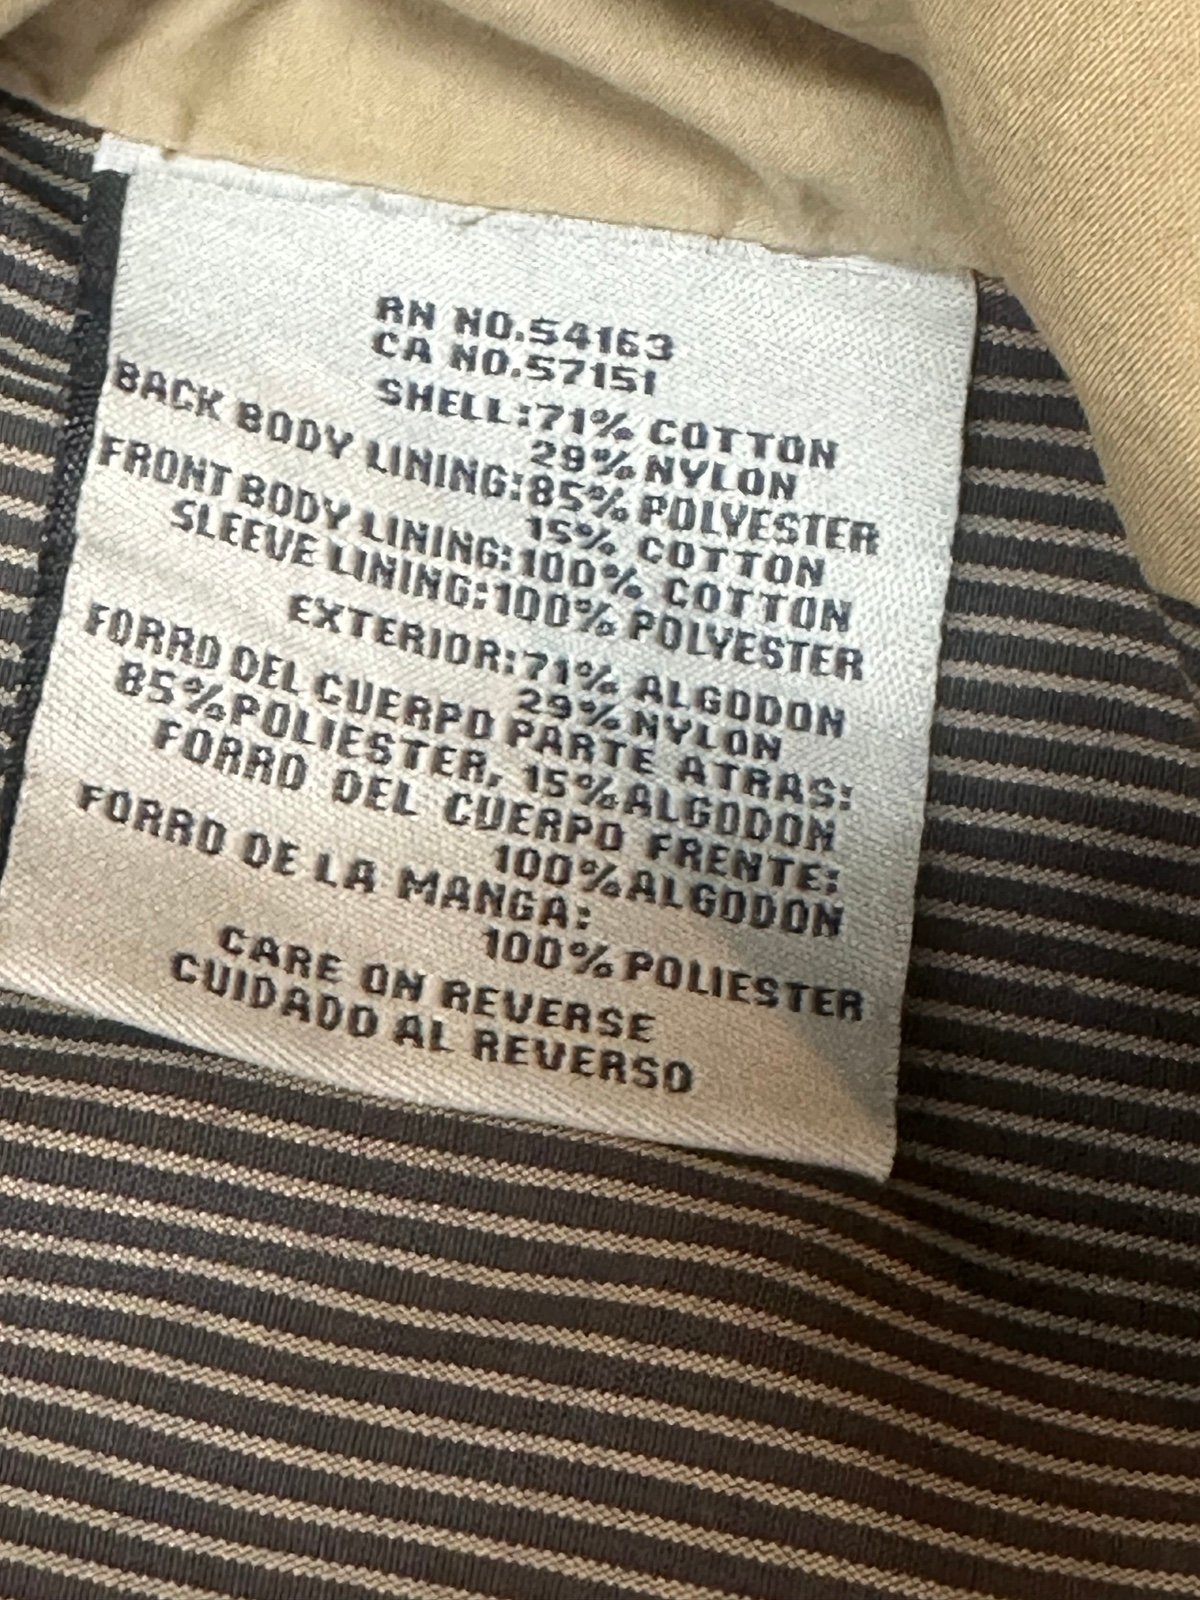 RN NO.54163
CA NO.57151
SHELL:71% COTTON
29%NYLON
BACK BODY LINING:85% POLYESTER
15% COTTON
FRONT BODY LINING:100% COTTON
SLEEVE LINING:100% POLYESTER
EXTERIOR:71% ALGODON
29%NYLON
FORRO DEL CUERPO PARTE ATRAS:
85%POLIESTER, 15%ALGODON
FORRO DEL CUERPO FRENTE:
100%ALGODON
FORRO DE LA MANGA:
100%POLIESTER
CARE ON REVERSE
CUIDADO AL REVERSO